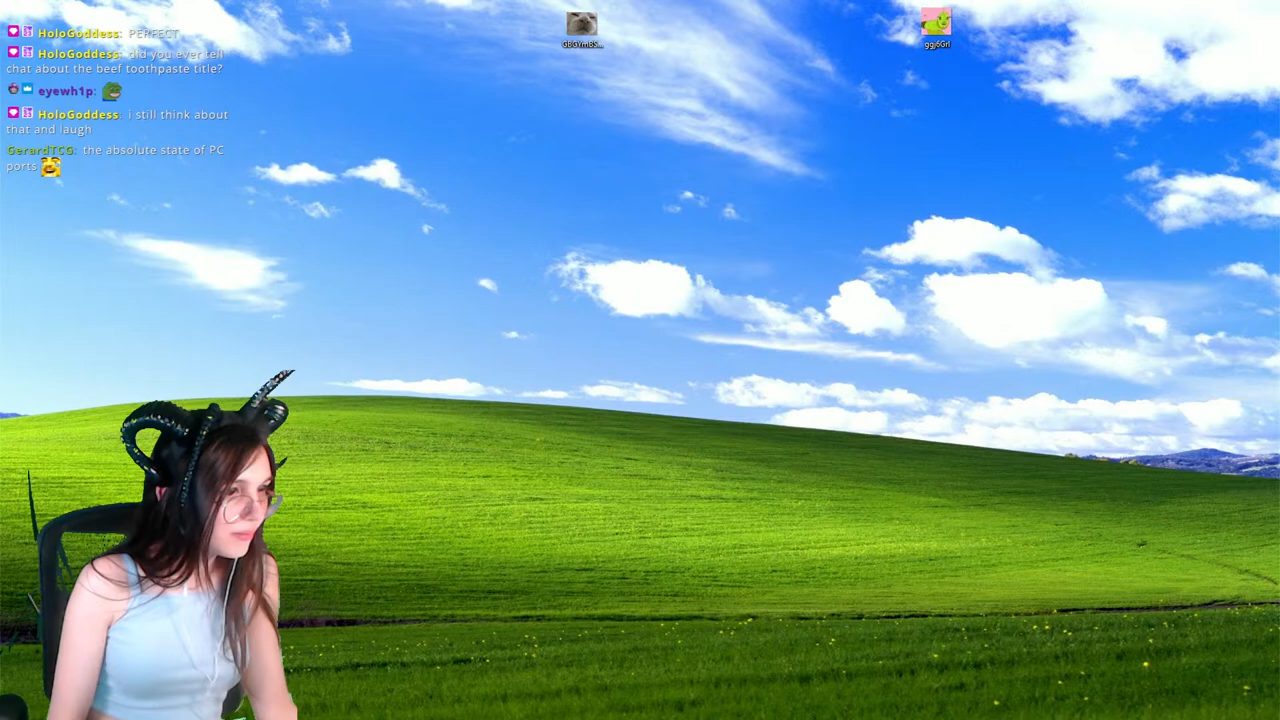 HoloGoddess: PERFECT
HoloGoddess: did you ever tell
chat about the beef toothpaste title?
eyewh1p:
HoloGoddess: i still think about
that and laugh
GerardTCG: the absolute state of PC
ports
ggj6Grl